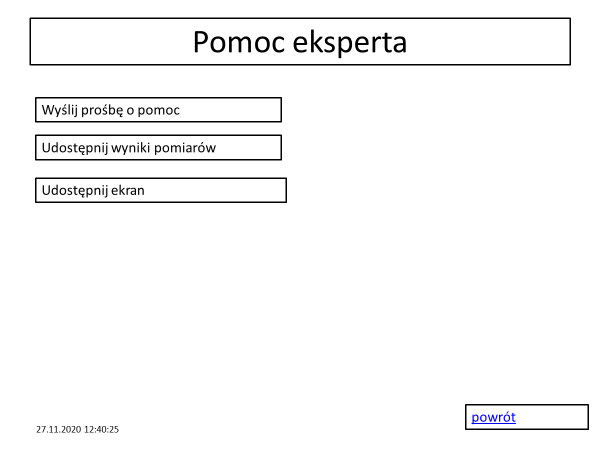 Pomoc eksperta
Wyślij prośbę o pomoc
Udostępnij wyniki pomiarów
Udostępnij ekran
powrót
27.11.2020 12:40:25